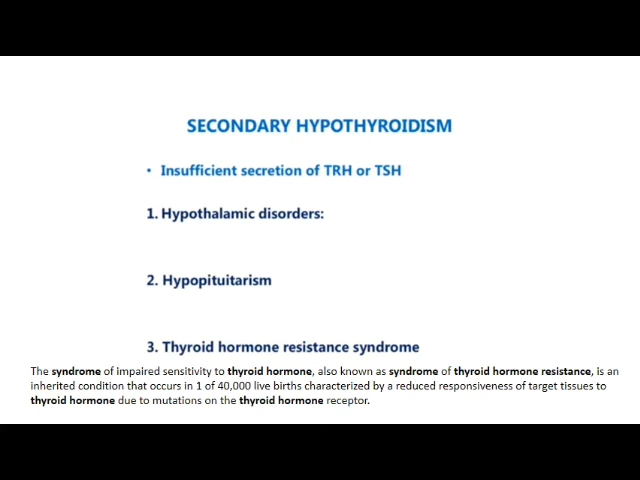 SECONDARY HYPOTHYROIDISM
• Insufficient secretion of TRH or TSH
1. Hypothalamic disorders:
2. Hypopituitarism
3. Thyroid hormone resistance syndrome
The syndrome of impaired sensitivity to thyroid hormone, also known as syndrome of thyroid hormone resistance, is an
inherited condition that occurs in 1 of 40,000 live births characterized by a reduced responsiveness of target tissues to
thyroid hormone due to mutations on the thyroid hormone receptor.